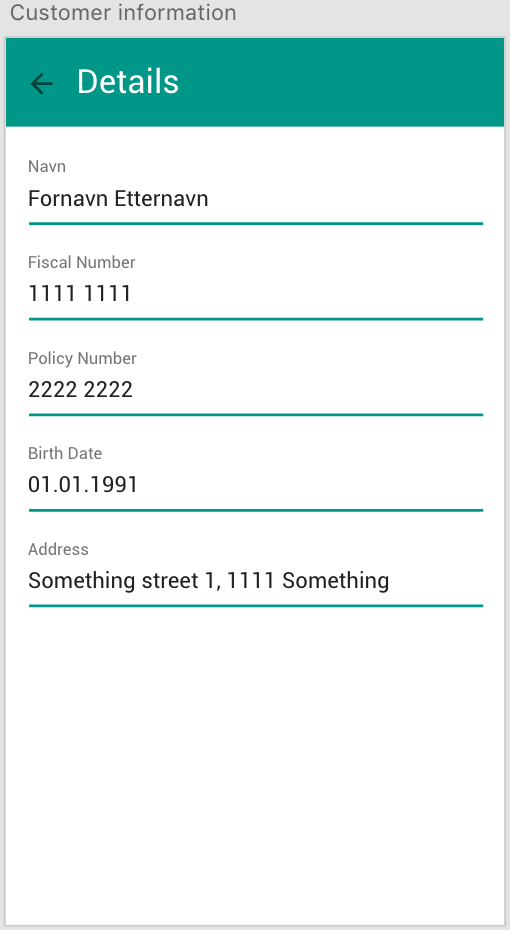 Customer information
Details
Navn
Fornavn Etternavn
Fiscal Number
1111 1111
Policy Number
2222 2222
Birth Date
01.01.1991
Address
Something street 1, 1111 Something